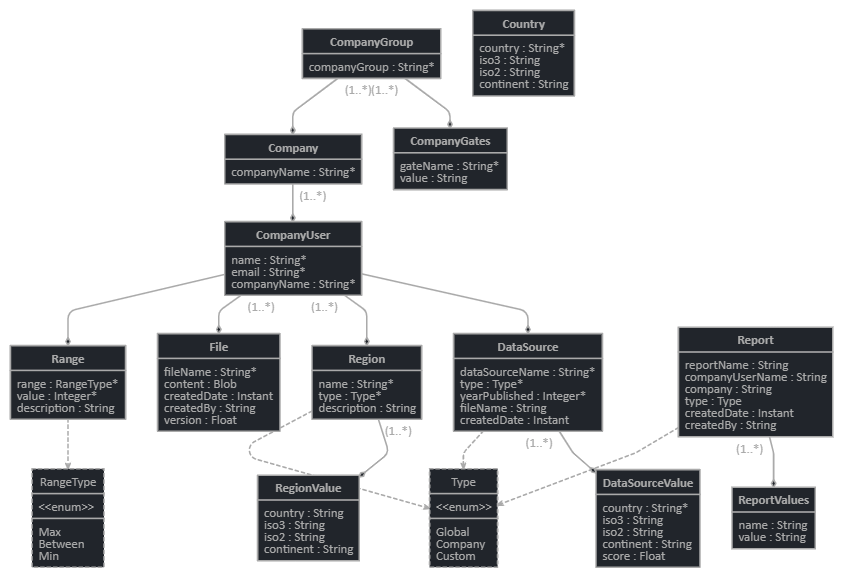 CompanyGroup
companyGroup : String*
Country
country : String*
iso3 : String
iso2 : String
continent : String
(1..*)(1..*)
Company
companyName : String*
CompanyGates
gateName : String*
value : String
(1..*)
CompanyUser
name : String*
email : String*
companyName : String*
(1..*)
(1..*)
Range
range : RangeType*
value : Integer*
description : String
File
fileName : String*
content : Blob
createdDate : Instant
createdBy : String
version : Float
Region
name : String*
type : Type*
description : String
DataSource
dataSourceName : String*
type : Type*
yearPublished : Integer*
fileName : String
createdDate : Instant
Report
reportName : String
companyUserName : String
company : String
type : Type
createdDate : Instant
createdBy : String
(1..*)
(1..*)
(1..*)
RangeType
<<enum>>
Max
Between
Min
RegionValue
country : String
iso3 : String
iso2 : String
continent : String
Type
<<enum>>
Global
Company
Custom
DataSourceValue
country : String*
iso3 : String
iso2 : String
continent : String
score : Float
ReportValues
name : String
value : String